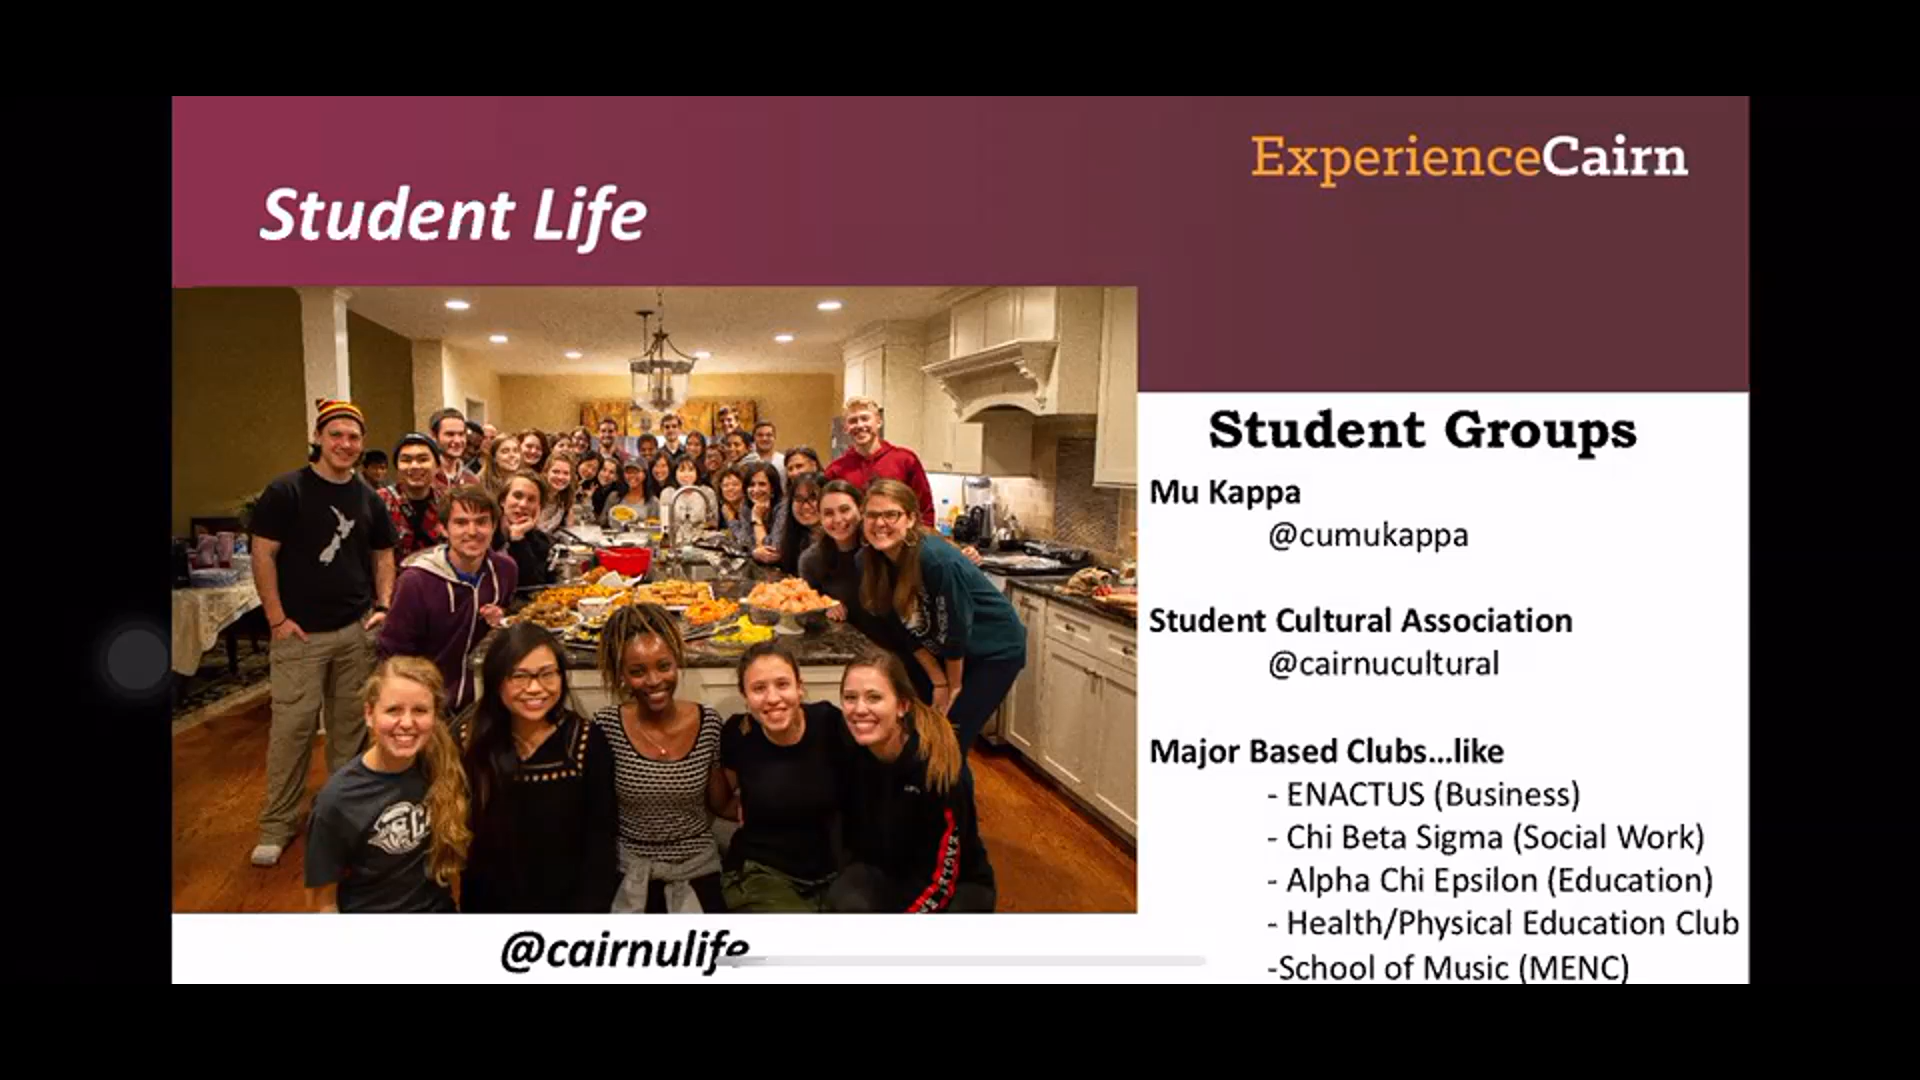 ExperienceCairn
Student Life
Student Groups
Mu Kappa
@cumukappa
Student Cultural Association
@cairnucultural
Major Based Clubs...like
- ENACTUS (Business)
- Chi Beta Sigma (Social Work)
- Alpha Chi Epsilon (Education)
- Health/Physical Education Club
-School of Music (MENC)
@cairnulife